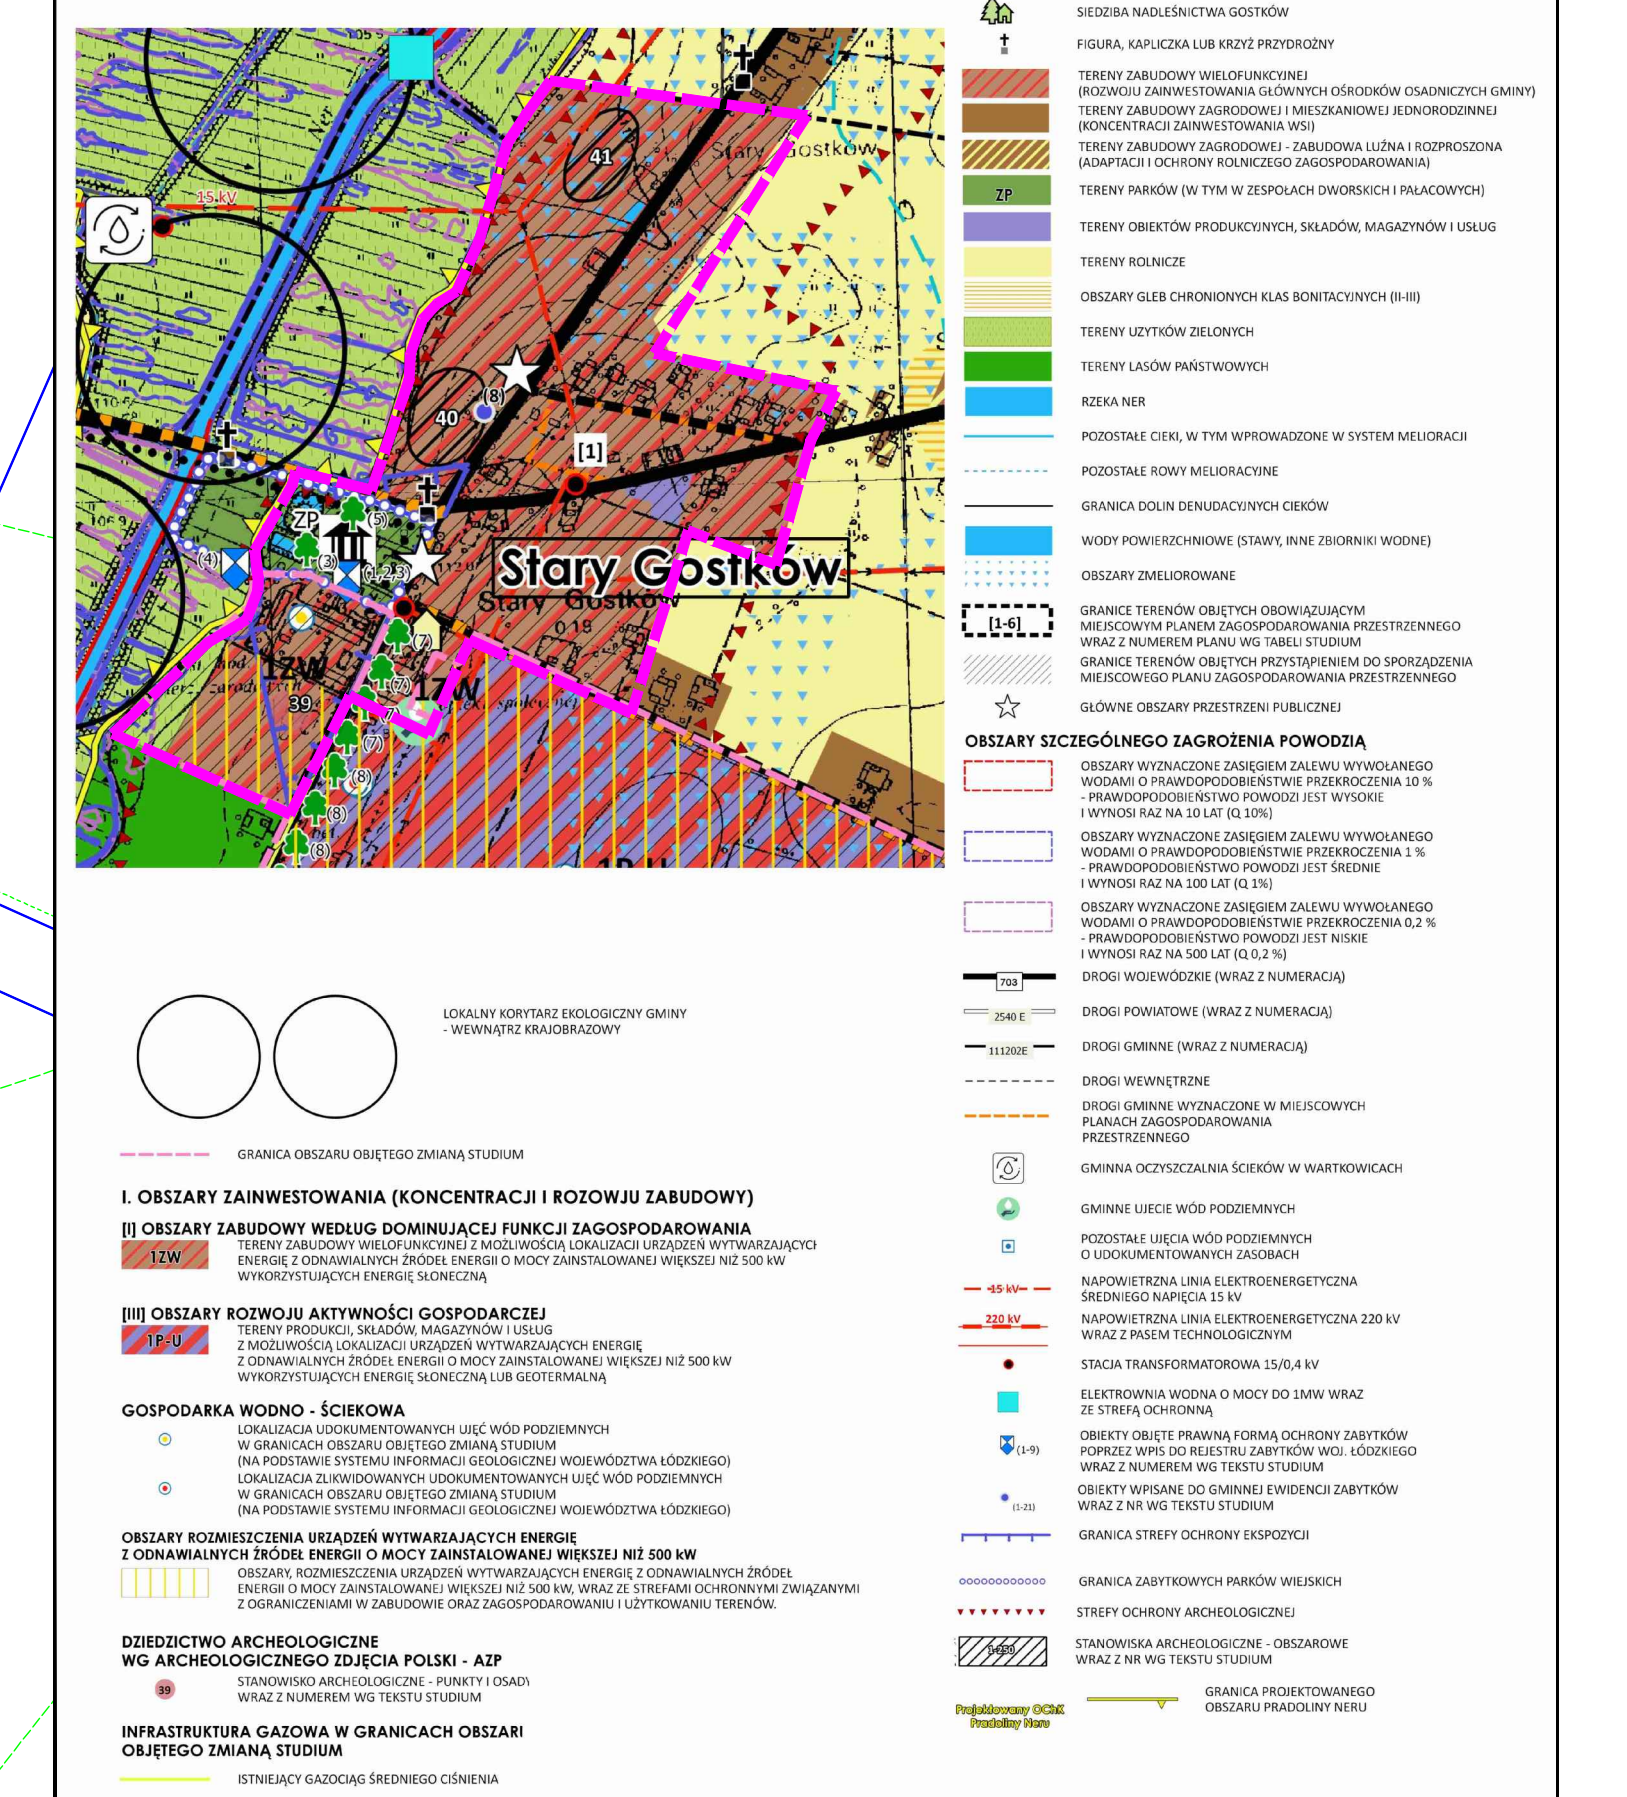 SIEDZIBA NADLEŚNICTWA GOSTKÓW
FIGURA, KAPLICZKA LUB KRZYŻ PRZYDROŻNY
TERENY ZABUDOWY WIELOFUNKCYJNEJ
(ROZWOJU ZAINWESTOWANIA GŁÓWNYCH OŚRODKÓW OSADNICZYCH GMINY)
TERENY ZABUDOWY ZAGRODOWEJ I MIESZKANIOWEJ JEDNORODZINNEJ
(KONCENTRACJI ZAINWESTOWANIA WSI)
TERENY ZABUDOWY ZAGRODOWEJ - ZABUDOWA LUŹNA I ROZPROSZONA
(ADAPTACJI I OCHRONY ROLNICZEGO ZAGOSPODAROWANIA)
ZP
TERENY PARKÓW (W TYM W ZESPOŁACH DWORSKICH I PAŁACOWYCH)
TERENY OBIEKTÓW PRODUKCYJNYCH, SKŁADÓW, MAGAZYNÓW I USŁUG
TERENY ROLNICZE
OBSZARY GLEB CHRONIONYCH KLAS BONITACYJNYCH (II-III)
TERENY UZYTKÓW ZIELONYCH
TERENY LASÓW PAŃSTWOWYCH
RZEKA NER
POZOSTAŁE CIEKI, W TYM WPROWADZONE W SYSTEM MELIORACJI
POZOSTAŁE ROWY MELIORACYJNE
GRANICA DOLIN DENUDACYJNYCH CIEKÓW
WODY POWIERZCHNIOWE (STAWY, INNE ZBIORNIKI WODNE)
OBSZARY ZMELIOROWANE
[1-6]
GRANICE TERENÓW OBJĘTYCH OBOWIĄZUJĄCYM
MIEJSCOWYM PLANEM ZAGOSPODAROWANIA PRZESTRZENNEGO
WRAZ Z NUMEREM PLANU WG TABELI STUDIUM
GRANICE TERENÓW OBJĘTYCH PRZYSTĄPIENIEM DO SPORZĄDZENIA
MIEJSCOWEGO PLANU ZAGOSPODAROWANIA PRZESTRZENNEGO
GŁÓWNE OBSZARY PRZESTRZENI PUBLICZNEJ
OBSZARY SZCZEGÓLNEGO ZAGROŻENIA POWODZIĄ
OBSZARY WYZNACZONE ZASIĘGIEM ZALEWU WYWOŁANEGO
WODAMI O PRAWDOPODOBIEŃSTWIE PRZEKROCZENIA 10 %
- PRAWDOPODOBIEŃSTWO POWODZI JEST WYSOKIE
I WYNOSI RAZ NA 10 LAT (Q 10%)
OBSZARY WYZNACZONE ZASIĘGIEM ZALEWU WYWOŁANEGO
WODAMI O PRAWDOPODOBIEŃSTWIE PRZEKROCZENIA 1 %
- PRAWDOPODOBIEŃSTWO POWODZI JEST ŚREDNIE
I WYNOSI RAZ NA 100 LAT (Q 1%)
OBSZARY WYZNACZONE ZASIĘGIEM ZALEWU WYWOŁANEGO
WODAMI O PRAWDOPODOBIEŃSTWIE PRZEKROCZENIA 0,2 %
- PRAWDOPODOBIEŃSTWO POWODZI JEST NISKIE
I WYNOSI RAZ NA 500 LAT (Q 0,2 %)
703
DROGI WOJEWÓDZKIE (WRAZ Z NUMERACJĄ)
2540 E
DROGI POWIATOWE (WRAZ Z NUMERACJĄ)
111202E
DROGI GMINNE (WRAZ Z NUMERACJĄ)
DROGI WEWNĘTRZNE
DROGI GMINNE WYZNACZONE W MIEJSCOWYCH
PLANACH ZAGOSPODAROWANIA
PRZESTRZENNEGO
GMINNA OCZYSZCZALNIA ŚCIEKÓW W WARTKOWICACH
GMINNE UJECIE WÓD PODZIEMNYCH
POZOSTAŁE UJĘCIA WÓD PODZIEMNYCH
O UDOKUMENTOWANYCH ZASOBACH
15 kV
NAPOWIETRZNA LINIA ELEKTROENERGETYCZNA
ŚREDNIEGO NAPIĘCIA 15 kV
220 kV
NAPOWIETRZNA LINIA ELEKTROENERGETYCZNA 220 kV
WRAZ Z PASEM TECHNOLOGICZNYM
STACJA TRANSFORMATOROWA 15/0,4 kV
ELEKTROWNIA WODNA O MOCY DO 1MW WRAZ
ZE STREFĄ OCHRONNĄ
(1-9)
OBIEKTY OBJĘTE PRAWNĄ FORMĄ OCHRONY ZABYTKÓW
POPRZEZ WPIS DO REJESTRU ZABYTKÓW WOJ. ŁÓDZKIEGO
WRAZ Z NUMEREM WG TEKSTU STUDIUM
(1-21)
OBIEKTY WPISANE DO GMINNEJ EWIDENCJI ZABYTKÓW
WRAZ Z NR WG TEKSTU STUDIUM
GRANICA STREFY OCHRONY EKSPOZYCJI
GRANICA ZABYTKOWYCH PARKÓW WIEJSKICH
STREFY OCHRONY ARCHEOLOGICZNEJ
1-250
STANOWISKA ARCHEOLOGICZNE - OBSZAROWE
WRAZ Z NR WG TEKSTU STUDIUM
Projektowany OChK
Pradoliny Neru
GRANICA PROJEKTOWANEGO
OBSZARU PRADOLINY NERU
15 kV
41
Stary Gostków
(8)
40
[1]
ZP
(5)
(4)
(3)
(1,2,3)
Stary Gostków
Stary Gostków
(7)
1ZW
1ZW
39
(7)
(7)
(7)
(8)
(8)
(8)
1P-U
LOKALNY KORYTARZ EKOLOGICZNY GMINY
- WEWNĄTRZ KRAJOBRAZOWY
GRANICA OBSZARU OBJĘTEGO ZMIANĄ STUDIUM
I. OBSZARY ZAINWESTOWANIA (KONCENTRACJI I ROZOWJU ZABUDOWY)
[I] OBSZARY ZABUDOWY WEDŁUG DOMINUJĄCEJ FUNKCJI ZAGOSPODAROWANIA
1ZW
TERENY ZABUDOWY WIELOFUNKCYJNEJ Z MOŻLIWOŚCIĄ LOKALIZACJI URZĄDZEŃ WYTWARZAJĄCYCH
ENERGIĘ Z ODNAWIALNYCH ŹRÓDEŁ ENERGII O MOCY ZAINSTALOWANEJ WIĘKSZEJ NIŻ 500 kW
WYKORZYSTUJĄCYCH ENERGIĘ SŁONECZNĄ
[III] OBSZARY ROZWOJU AKTYWNOŚCI GOSPODARCZEJ
1P-U
TERENY PRODUKCJI, SKŁADÓW, MAGAZYNÓW I USŁUG
Z MOŻLIWOŚCIĄ LOKALIZACJI URZĄDZEŃ WYTWARZAJĄCYCH ENERGIĘ
Z ODNAWIALNYCH ŹRÓDEŁ ENERGII O MOCY ZAINSTALOWANEJ WIĘKSZEJ NIŻ 500 kW
WYKORZYSTUJĄCYCH ENERGIĘ SŁONECZNĄ LUB GEOTERMALNĄ
GOSPODARKA WODNO - ŚCIEKOWA
LOKALIZACJA UDOKUMENTOWANYCH UJĘĆ WÓD PODZIEMNYCH
W GRANICACH OBSZARU OBJĘTEGO ZMIANĄ STUDIUM
(NA PODSTAWIE SYSTEMU INFORMACJI GEOLOGICZNEJ WOJEWÓDZTWA ŁÓDZKIEGO)
LOKALIZACJA ZLIKWIDOWANYCH UDOKUMENTOWANYCH UJĘĆ WÓD PODZIEMNYCH
W GRANICACH OBSZARU OBJĘTEGO ZMIANĄ STUDIUM
(NA PODSTAWIE SYSTEMU INFORMACJI GEOLOGICZNEJ WOJEWÓDZTWA ŁÓDZKIEGO)
OBSZARY ROZMIESZCZENIA URZĄDZEŃ WYTWARZAJĄCYCH ENERGIĘ
Z ODNAWIALNYCH ŹRÓDEŁ ENERGII O MOCY ZAINSTALOWANEJ WIĘKSZEJ NIŻ 500 kW
OBSZARY, ROZMIESZCZENIA URZĄDZEŃ WYTWARZAJĄCYCH ENERGIĘ Z ODNAWIALNYCH ŹRÓDEŁ
ENERGII O MOCY ZAINSTALOWANEJ WIĘKSZEJ NIŻ 500 kW, WRAZ ZE STREFAMI OCHRONNYMI ZWIĄZANYMI
Z OGRANICZENIAMI W ZABUDOWIE ORAZ ZAGOSPODAROWANIU I UŻYTKOWANIU TERENÓW.
DZIEDZICTWO ARCHEOLOGICZNE
WG ARCHEOLOGICZNEGO ZDJĘCIA POLSKI - AZP
39
STANOWISKO ARCHEOLOGICZNE - PUNKTY I OSADY
WRAZ Z NUMEREM WG TEKSTU STUDIUM
INFRASTRUKTURA GAZOWA W GRANICACH OBSZARU
OBJĘTEGO ZMIANĄ STUDIUM
ISTNIEJĄCY GAZOCIĄG ŚREDNIEGO CIŚNIENIA